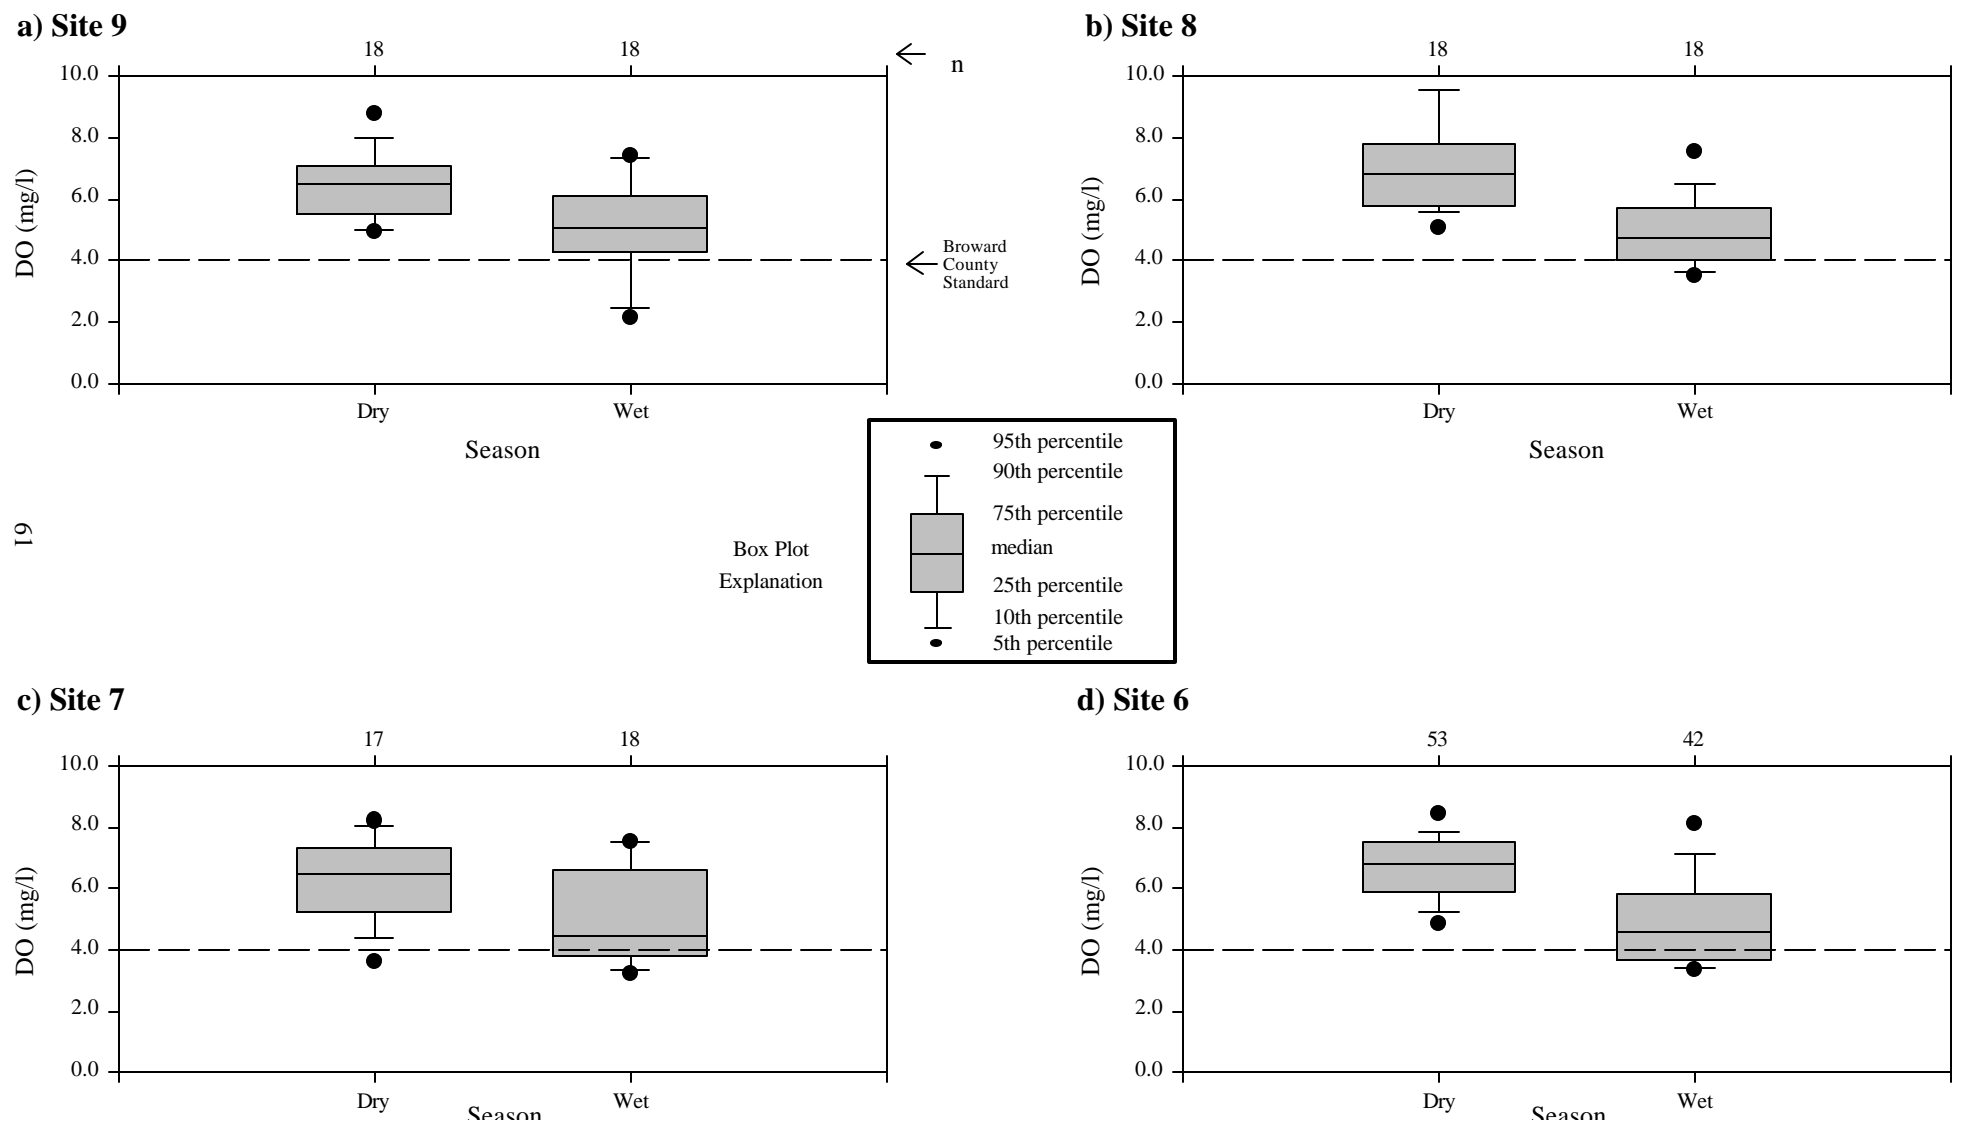 a) Site 9
18
18
n
10.0
8.0
6.0
4.0
2.0
0.0
DO (mg/l)
Broward
County
Standard
Dry
Wet
Season
b) Site 8
18
18
10.0
8.0
6.0
4.0
2.0
0.0
DO (mg/l)
Dry
Wet
Season
61
Box Plot
Explanation
95th percentile
90th percentile
75th percentile
median
25th percentile
10th percentile
5th percentile
c) Site 7
17
18
10.0
8.0
6.0
4.0
2.0
0.0
DO (mg/l)
Dry
Wet
Season
d) Site 6
53
42
10.0
8.0
6.0
4.0
2.0
0.0
DO (mg/l)
Dry
Wet
Season